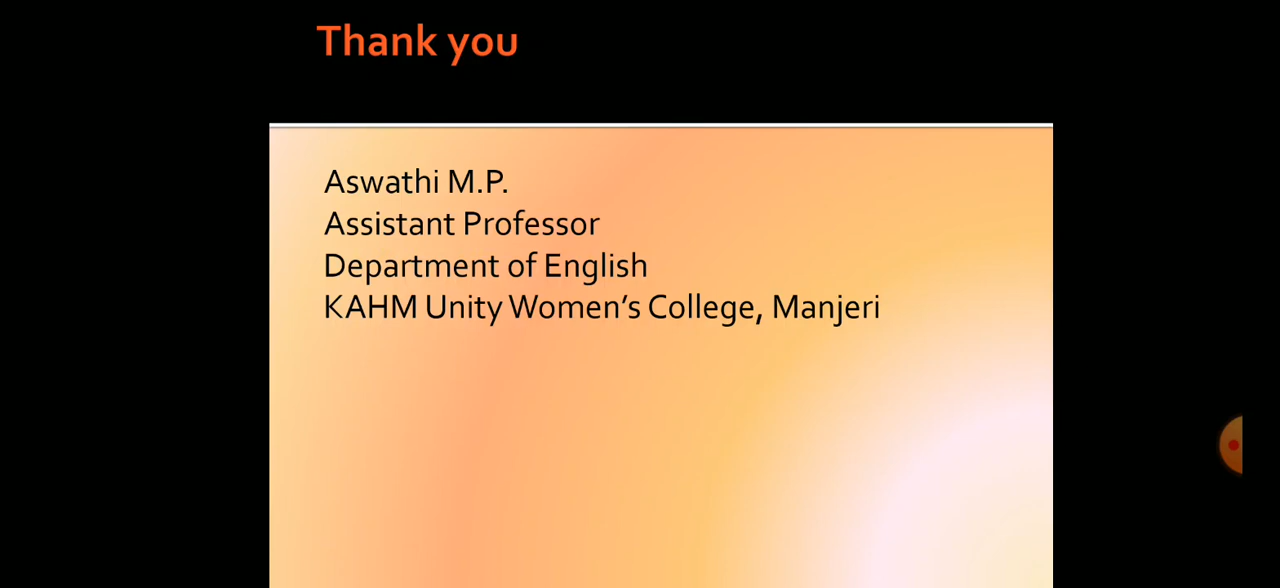 Thank you
Aswathi M.P.
Assistant Professor
Department of English
KAHM Unity Women’s College, Manjeri